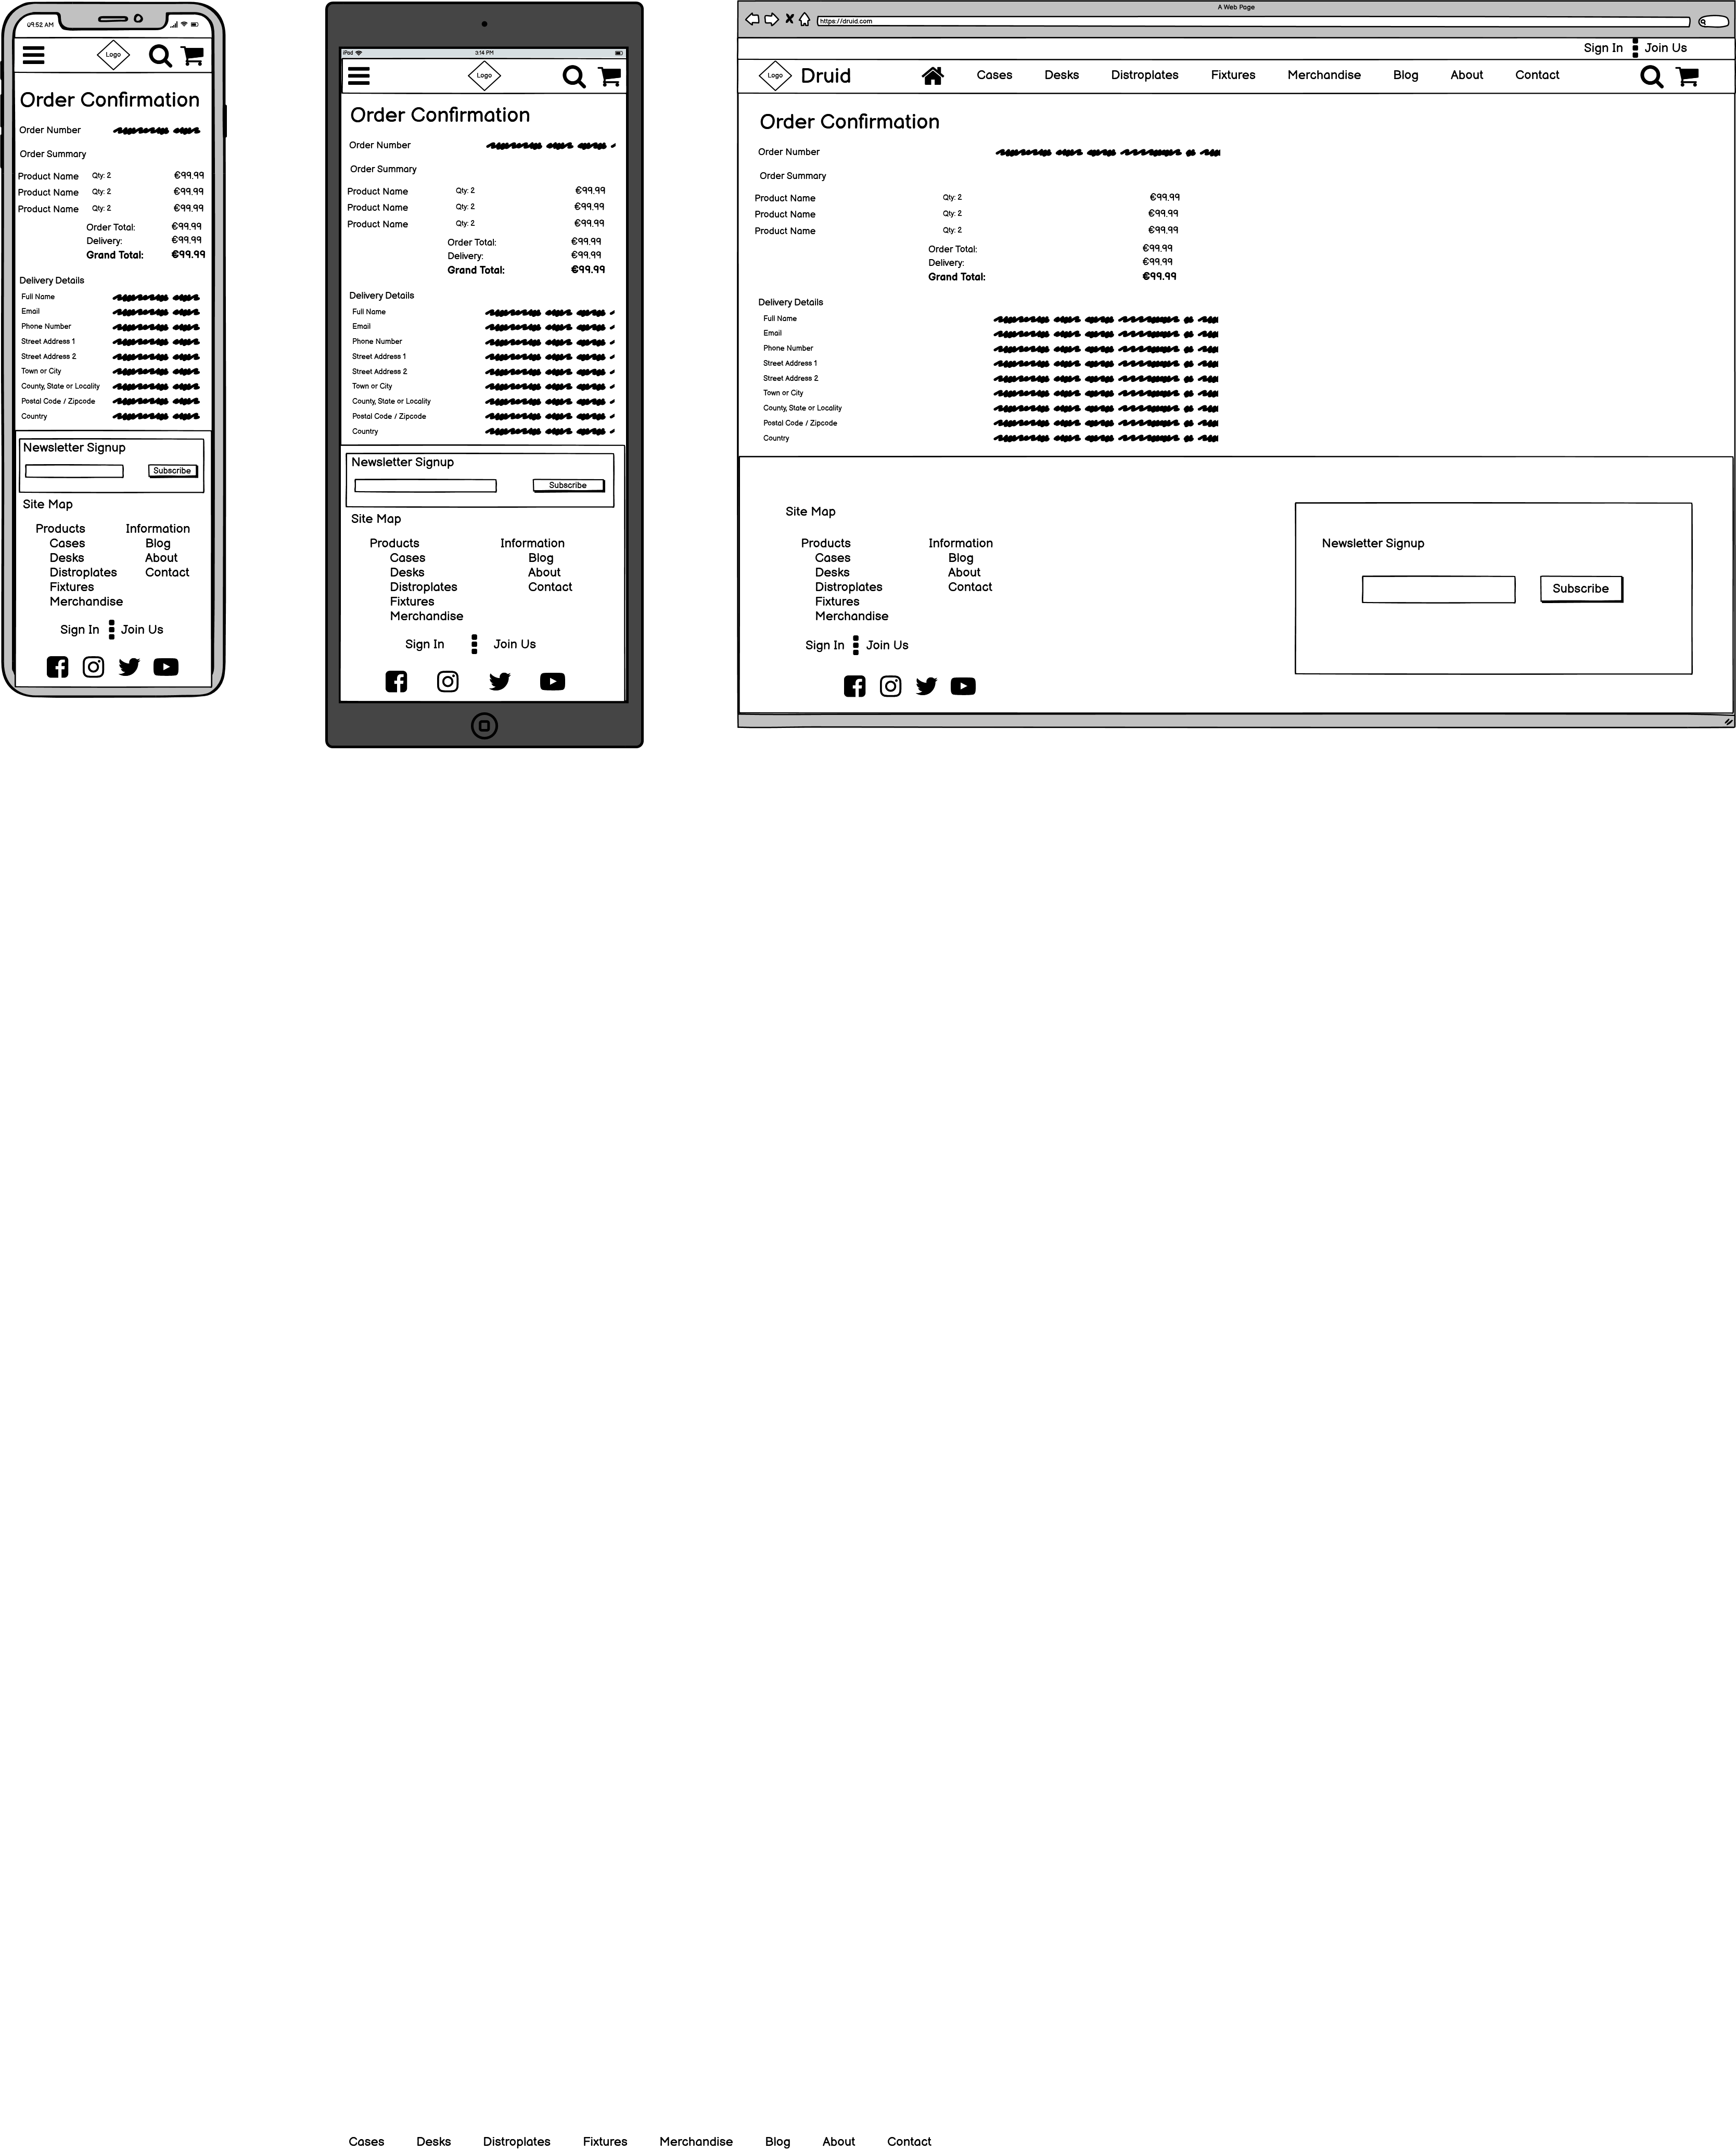 09.52 AM
Logo
Order Confirmation
Order Number
Order Summary
Product Name Qty: 2 €99.99
Product Name Qty: 2 €99.99
Product Name Qty: 2 €99.99
Order Total: €99.99
Delivery: €99.99
Grand Total: €99.99
Delivery Details
Full Name
Email
Phone Number
Street Address 1
Street Address 2
Town or City
County, State or Locality
Postal Code / Zipcode
Country
Newsletter Signup
Subscribe
Site Map
Products Information
Cases Blog
Desks About
Distroplates Contact
Fixtures
Merchandise
Sign In Join Us
iPad 3:14 PM
Logo
Order Confirmation
Order Number
Order Summary
Product Name Qty: 2 €99.99
Product Name Qty: 2 €99.99
Product Name Qty: 2 €99.99
Order Total: €99.99
Delivery: €99.99
Grand Total: €99.99
Delivery Details
Full Name
Email
Phone Number
Street Address 1
Street Address 2
Town or City
County, State or Locality
Postal Code / Zipcode
Country
Newsletter Signup
Subscribe
Site Map
Products Information
Cases Blog
Desks About
Distroplates Contact
Fixtures
Merchandise
Sign In Join Us
A Web Page
https://druid.com
Sign In Join Us
Logo Druid Cases Desks Distroplates Fixtures Merchandise Blog About Contact
Order Confirmation
Order Number
Order Summary
Product Name Qty: 2 €99.99
Product Name Qty: 2 €99.99
Product Name Qty: 2 €99.99
Order Total: €99.99
Delivery: €99.99
Grand Total: €99.99
Delivery Details
Full Name
Email
Phone Number
Street Address 1
Street Address 2
Town or City
County, State or Locality
Postal Code / Zipcode
Country
Site Map
Products Information
Cases Blog
Desks About
Distroplates Contact
Fixtures
Merchandise
Sign In Join Us
Newsletter Signup
Subscribe
Cases Desks Distroplates Fixtures Merchandise Blog About Contact